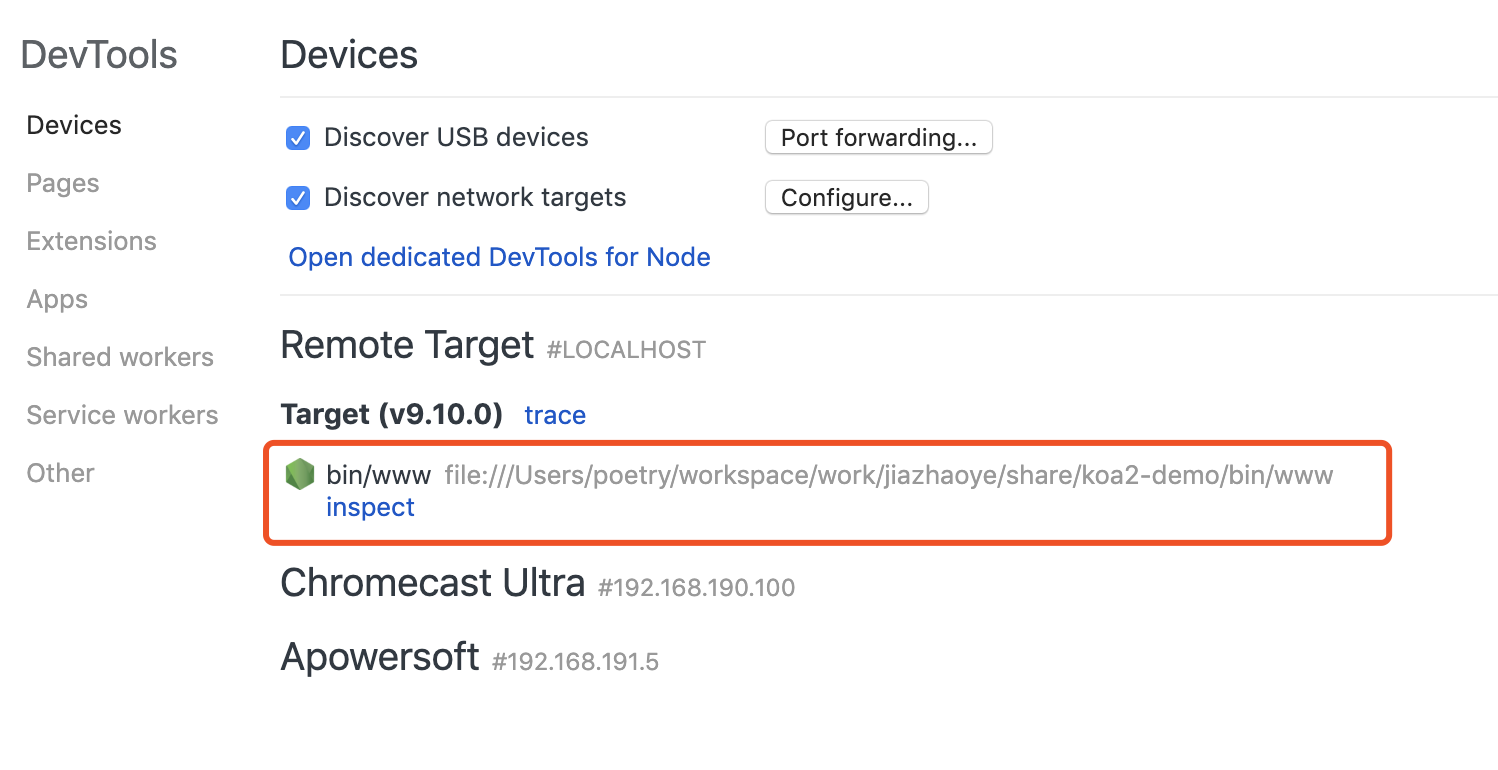 DevTools
Devices
Pages
Extensions
Apps
Shared workers
Service workers
Other
Devices
Discover USB devices
Port forwarding...
Discover network targets
Configure...
Open dedicated DevTools for Node
Remote Target #LOCALHOST
Target (v9.10.0) trace
bin/www file:///Users/poetry/workspace/work/jiazhaoye/share/koa2-demo/bin/www
inspect
Chromecast Ultra #192.168.190.100
Apowersoft #192.168.191.5